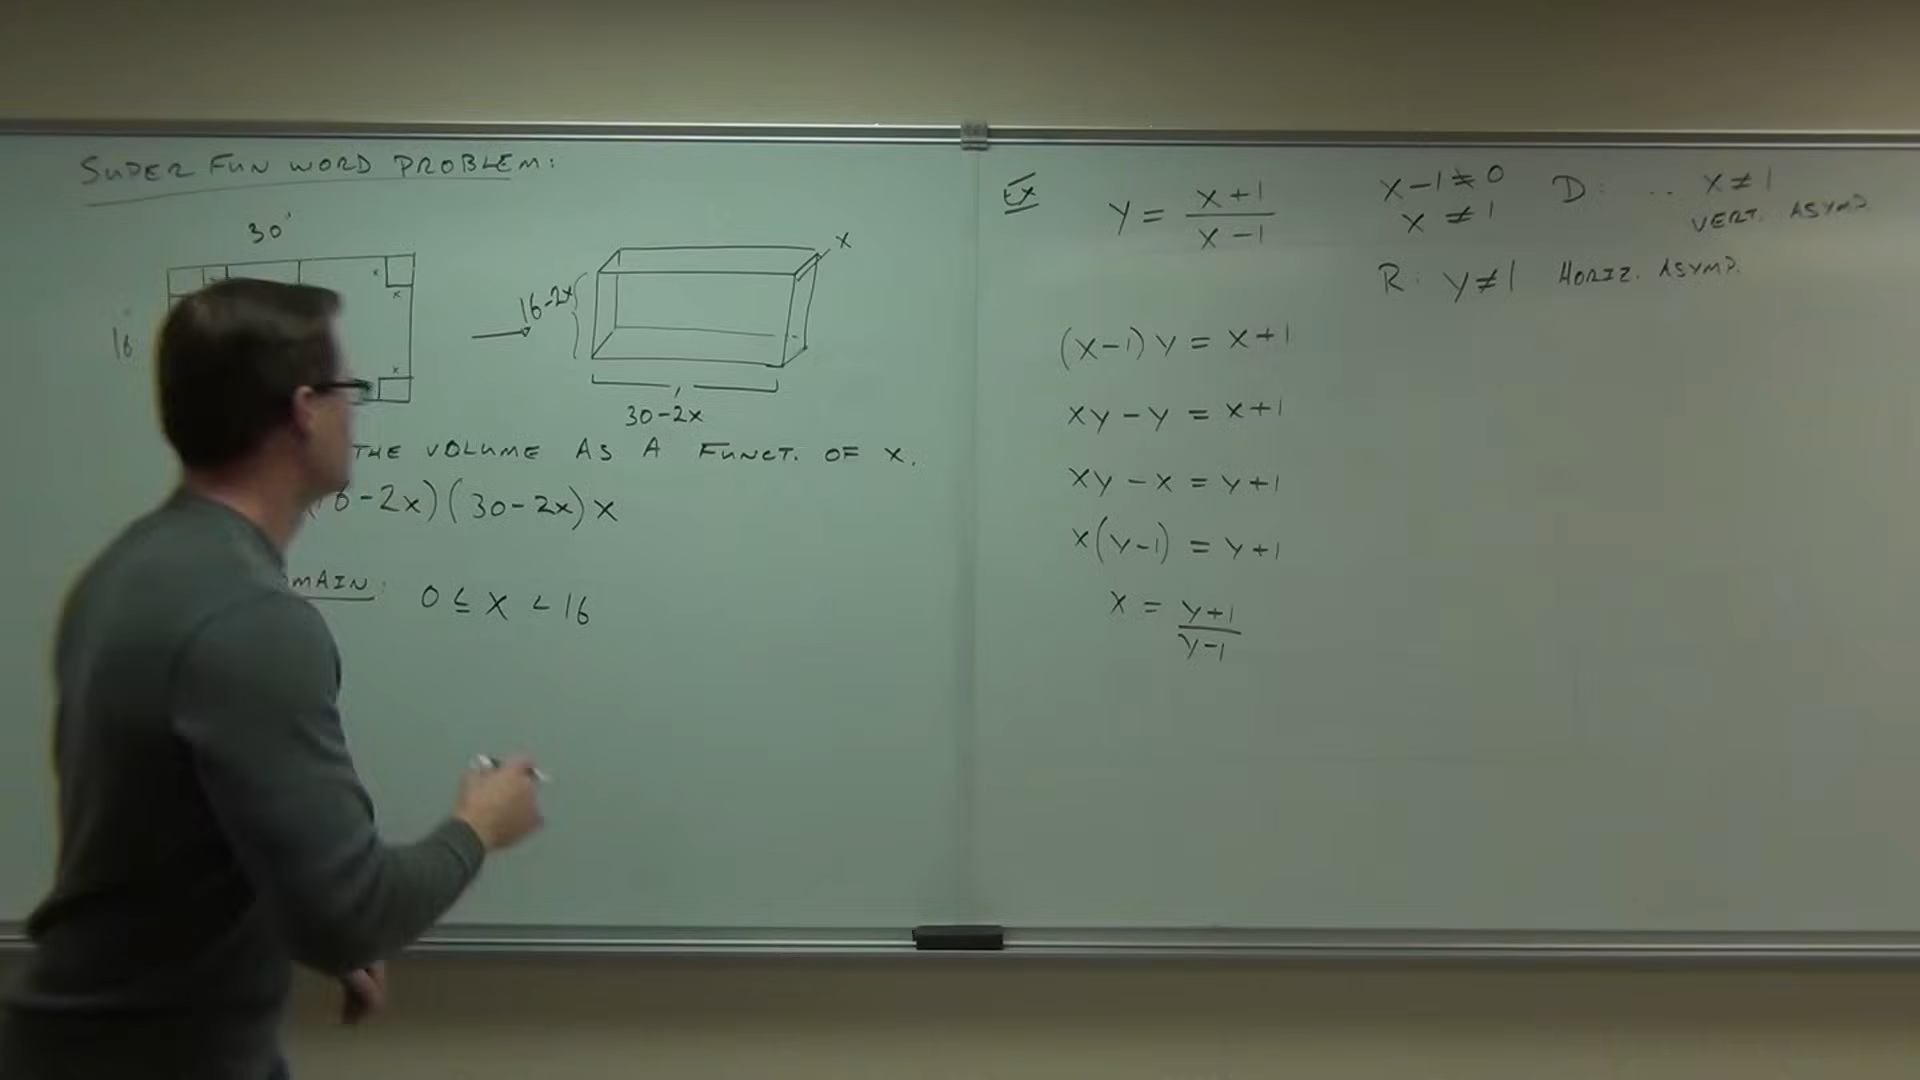 SUPER FUN WORD PROBLEM:
30'
x
x
16
x
16-2x
x
30-2x
THE VOLUME AS A FUNCT. OF X.
6-2x)(30-2x)x
MAIN: 0 ≤ x < 16
Ex
y = x+1 / x-1
x-1≠0
x ≠ 1
D: .. x≠1
VERT. ASYMP.
R: y≠1 HORIZ. ASYMP.
(x-1)y = x+1
xy - y = x+1
xy - x = y+1
x(y-1) = y+1
x = y+1 / y-1